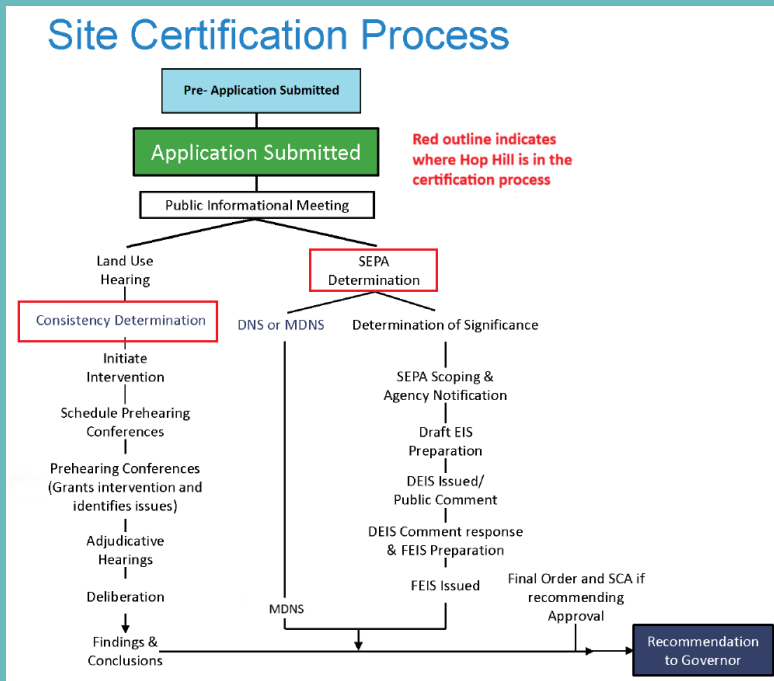 Site Certification Process
Pre- Application Submitted
Application Submitted
Red outline indicates
where Hop Hill is in the
certification process
Public Informational Meeting
Land Use
Hearing
SEPA
Determination
Consistency Determination
DNS or MDNS
Determination of Significance
Initiate
Intervention
SEPA Scoping &
Agency Notification
Schedule Prehearing
Conferences
Draft EIS
Preparation
Prehearing Conferences
(Grants intervention and
identifies issues)
DEIS Issued/
Public Comment
Adjudicative
Hearings
DEIS Comment response
& FEIS Preparation
Deliberation
FEIS Issued
Final Order and SCA if
recommending
Approval
MDNS
Findings &
Conclusions
Recommendation
to Governor